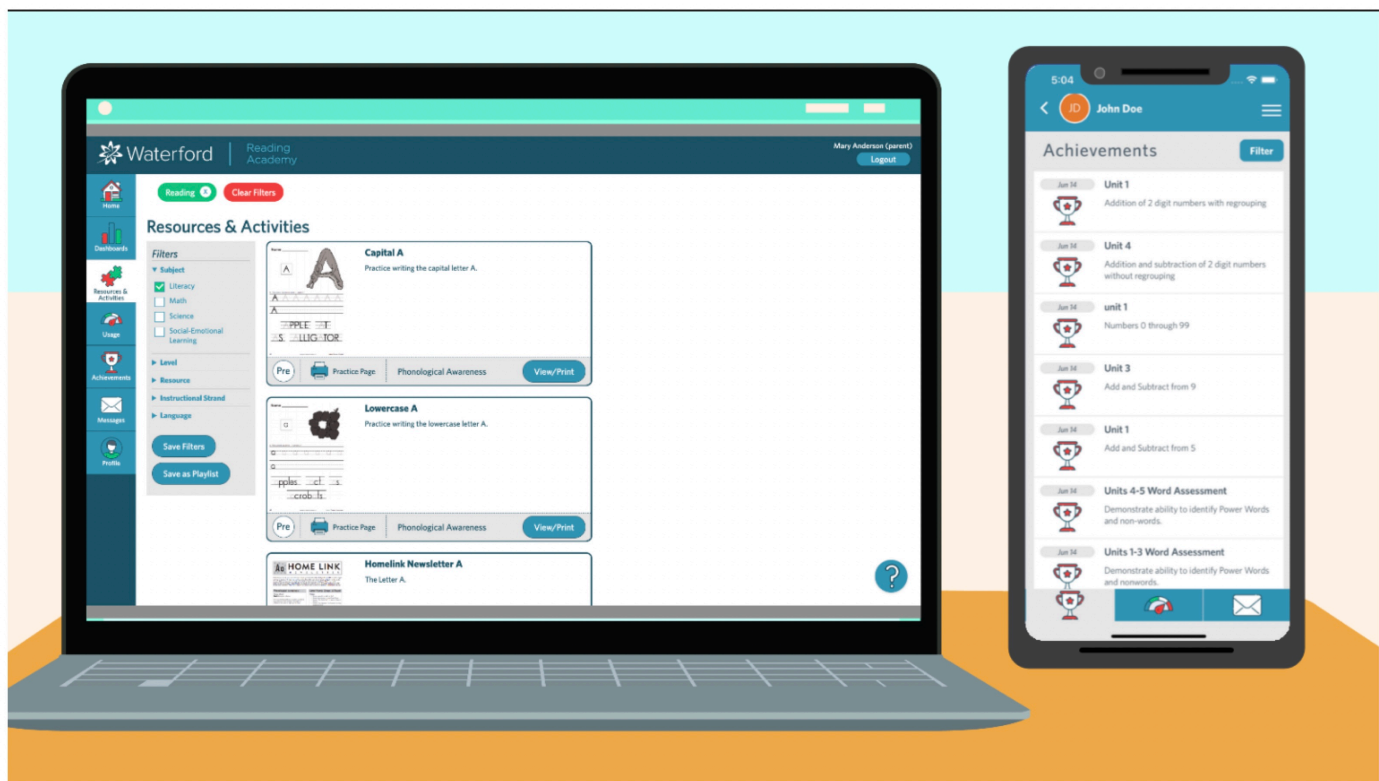 Waterford
Reading
Academy
Mary Anderson (parent)
Logout
Home
Dashboards
Resources &
Activities
Usage
Achievements
Messages
Profile
Reading
Clear Filters
Resources & Activities
Filters
Subject
Literacy
Math
Science
Social-Emotional
Learning
Level
Resource
Instructional Strand
Language
Save Filters
Save as Playlist
A
Capital A
Practice writing the capital letter A.
Pre
Practice Page
Phonological Awareness
View/Print
a
Lowercase A
Practice writing the lowercase letter A.
Pre
Practice Page
Phonological Awareness
View/Print
Aa HOME LINK
Homelink Newsletter A
The Letter A.
?
5:04
JD
John Doe
Achievements
Filter
Jun 14
Unit 1
Addition of 2 digit numbers with regrouping
Jun 14
Unit 4
Addition and subtraction of 2 digit numbers
without regrouping
Jun 14
unit 1
Numbers 0 through 99
Jun 14
Unit 3
Add and Subtract from 9
Jun 14
Unit 1
Add and Subtract from 5
Jun 14
Units 4-5 Word Assessment
Demonstrate ability to identify Power Words
and non-words.
Jun 14
Units 1-3 Word Assessment
Demonstrate ability to identify Power Words
and nonwords.